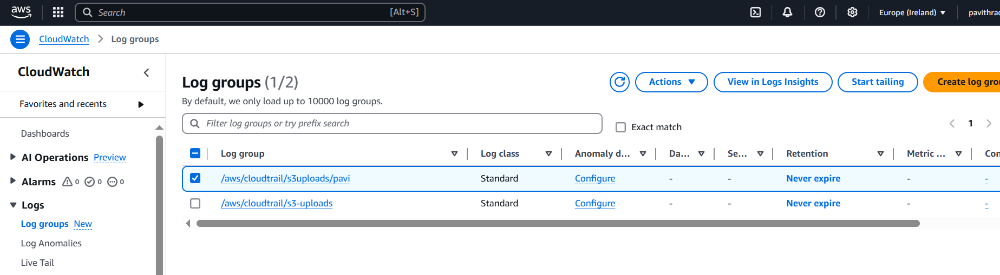 aws Search [Alt+S] Europe (Ireland) pavithra
CloudWatch > Log groups
CloudWatch
Favorites and recents
Dashboards
AI Operations Preview
Alarms 0 0 0
Logs
Log groups New
Log Anomalies
Live Tail
Log groups (1/2) Actions View in Logs Insights Start tailing Create log gro
By default, we only load up to 10000 log groups.
Filter log groups or try prefix search Exact match 1
Log group Log class Anomaly d... Da... Se... Retention Metric ... Con
/aws/cloudtrail/s3uploads/pavi Standard Configure - - Never expire - -
/aws/cloudtrail/s3-uploads Standard Configure - - Never expire - -